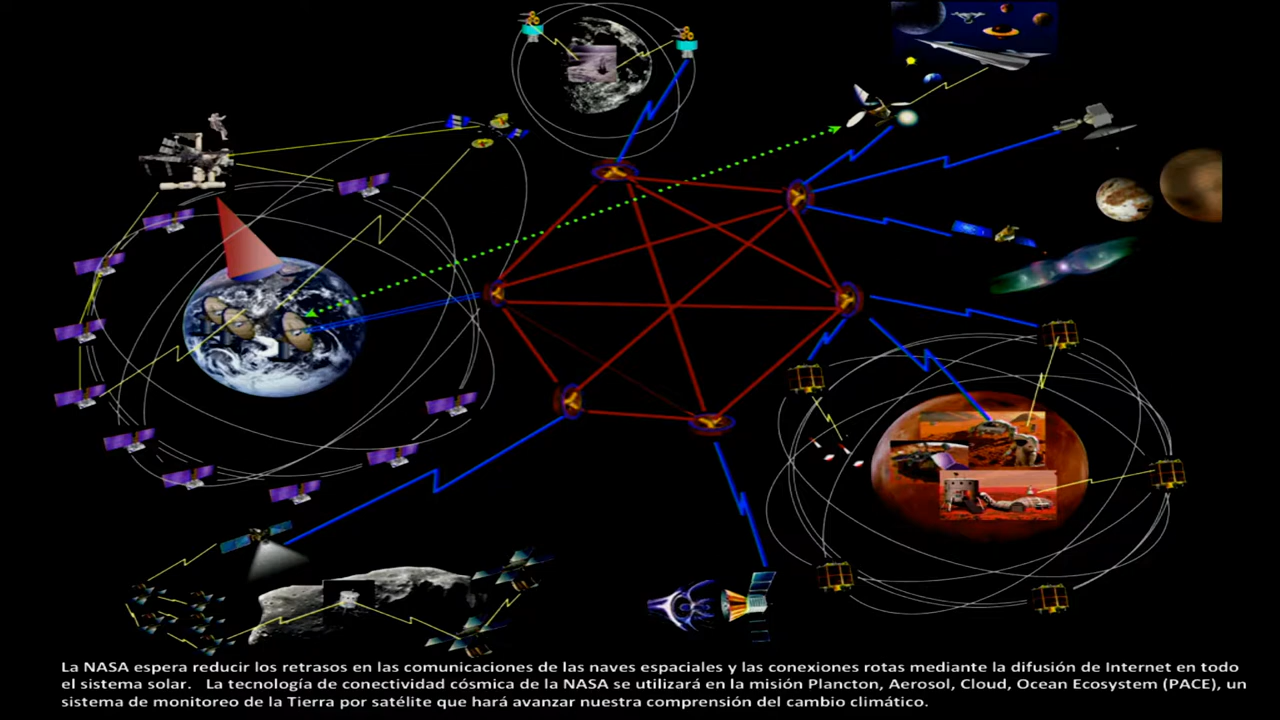 La NASA espera reducir los retrasos en las comunicaciones de las naves espaciales y las conexiones rotas mediante la difusión de Internet en todo
el sistema solar. La tecnología de conectividad cósmica de la NASA se utilizará en la misión Plancton, Aerosol, Cloud, Ocean Ecosystem (PACE), un
sistema de monitoreo de la Tierra por satélite que hará avanzar nuestra comprensión del cambio climático.